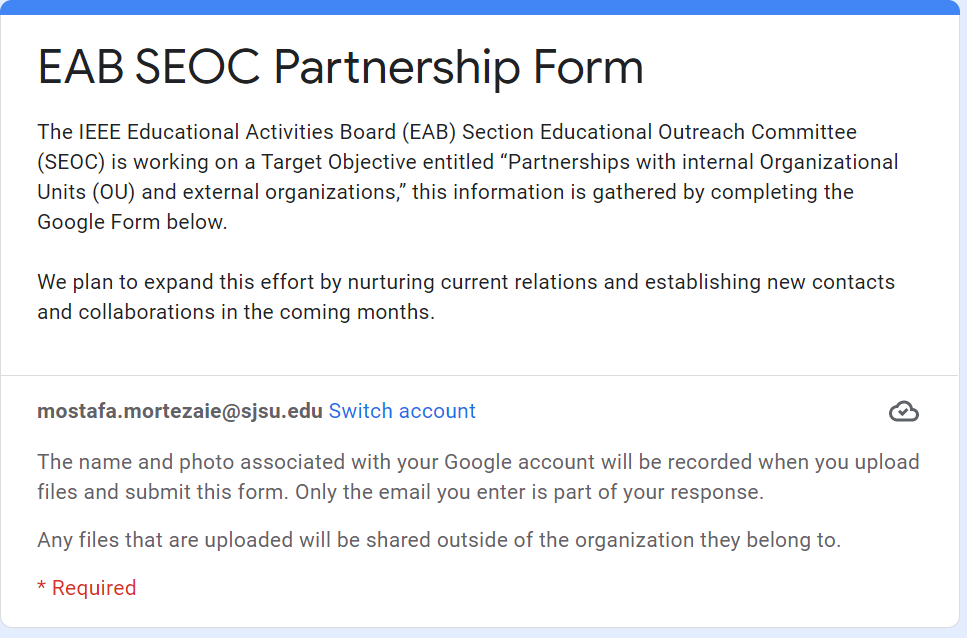 EAB SEOC Partnership Form
The IEEE Educational Activities Board (EAB) Section Educational Outreach Committee
(SEOC) is working on a Target Objective entitled “Partnerships with internal Organizational
Units (OU) and external organizations,” this information is gathered by completing the
Google Form below.
We plan to expand this effort by nurturing current relations and establishing new contacts
and collaborations in the coming months.
mostafa.mortezaie@sjsu.edu Switch account
The name and photo associated with your Google account will be recorded when you upload
files and submit this form. Only the email you enter is part of your response.
Any files that are uploaded will be shared outside of the organization they belong to.
* Required